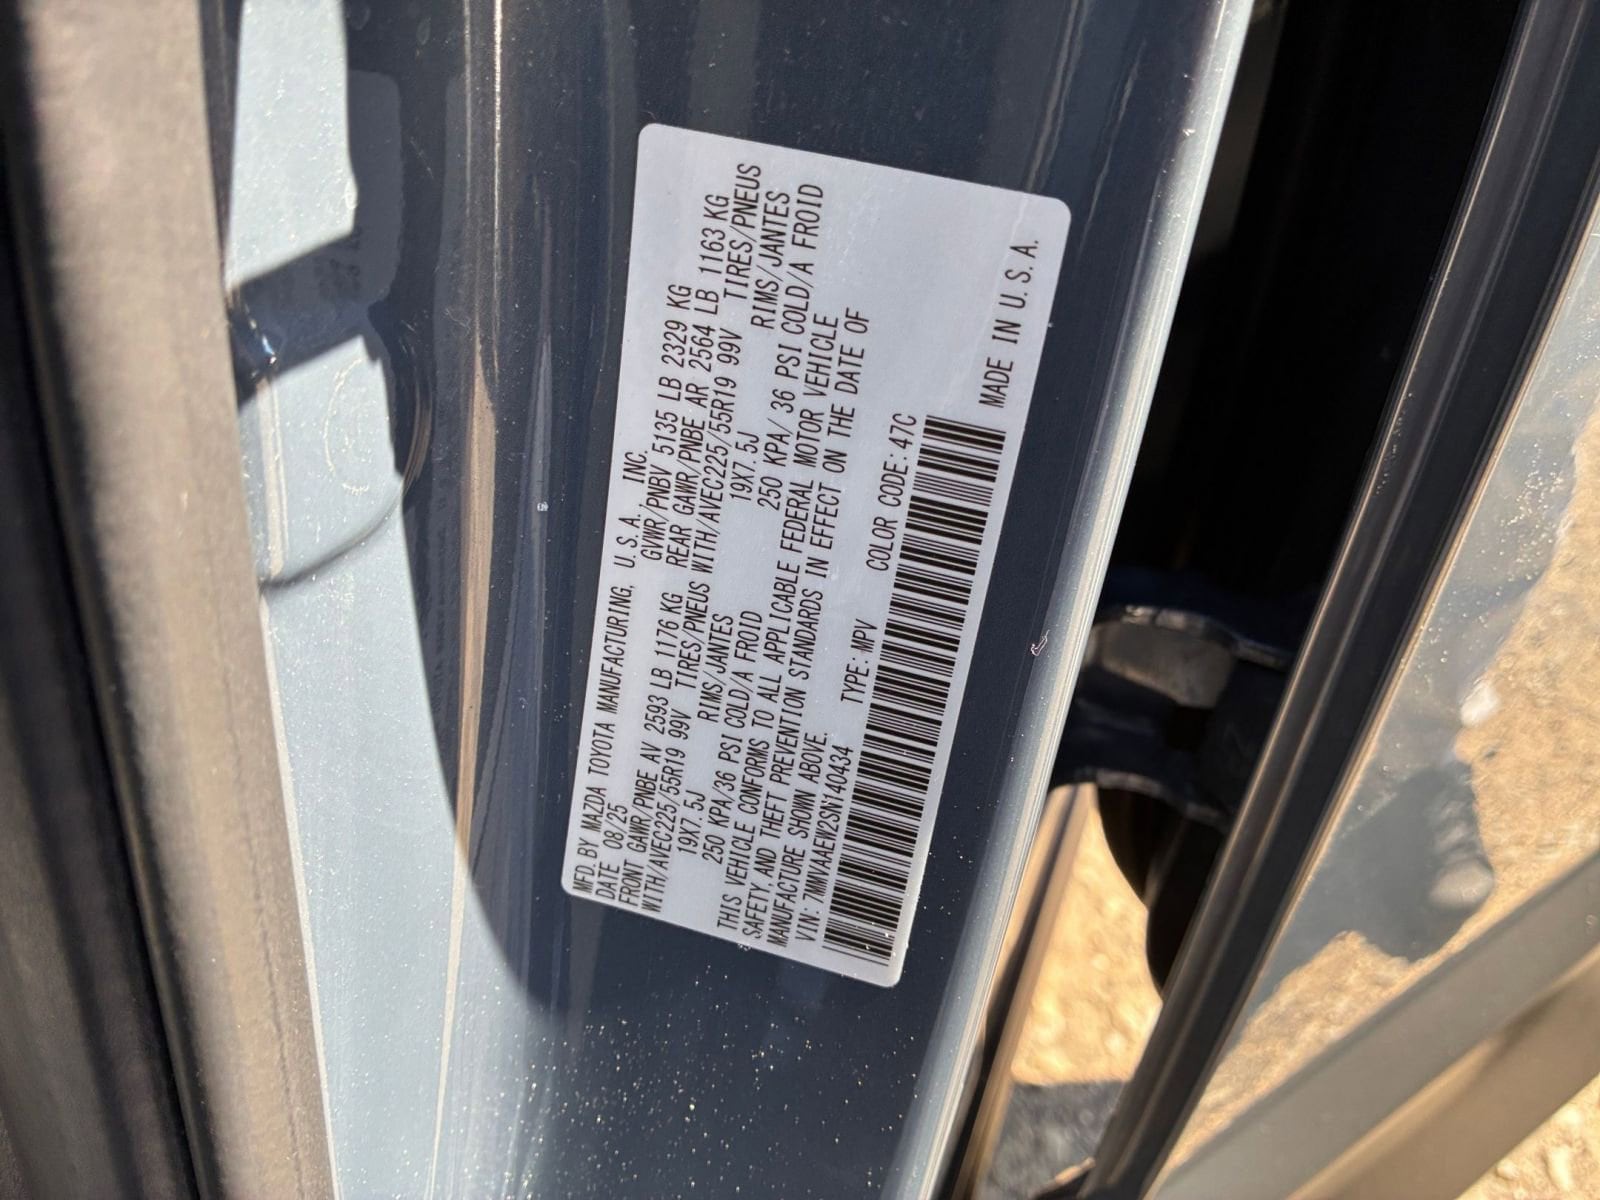 MFD. BY MAZDA TOYOTA MANUFACTURING, U.S.A., INC.
DATE 08/25 GVWR/PNBV 5135 LB 2329 KG
FRONT GAWR/PNBE AV 2593 LB 1176 KG REAR GAWR/PNBE AR 2564 LB 1163 KG
WITH/AVEC225/55R19 99V TIRES/PNEUS WITH/AVEC225/55R19 99V TIRES/PNEUS
19X7.5J RIMS/JANTES 19X7.5J RIMS/JANTES
250 KPA/36 PSI COLD/A FROID 250 KPA/ 36 PSI COLD/A FROID
THIS VEHICLE CONFORMS TO ALL APPLICABLE FEDERAL MOTOR VEHICLE
SAFETY, AND THEFT PREVENTION STANDARDS IN EFFECT ON THE DATE OF
MANUFACTURE SHOWN ABOVE.
VIN: 7MMVAAEW2SN140434 TYPE: MPV COLOR CODE: 47C
MADE IN U.S.A.